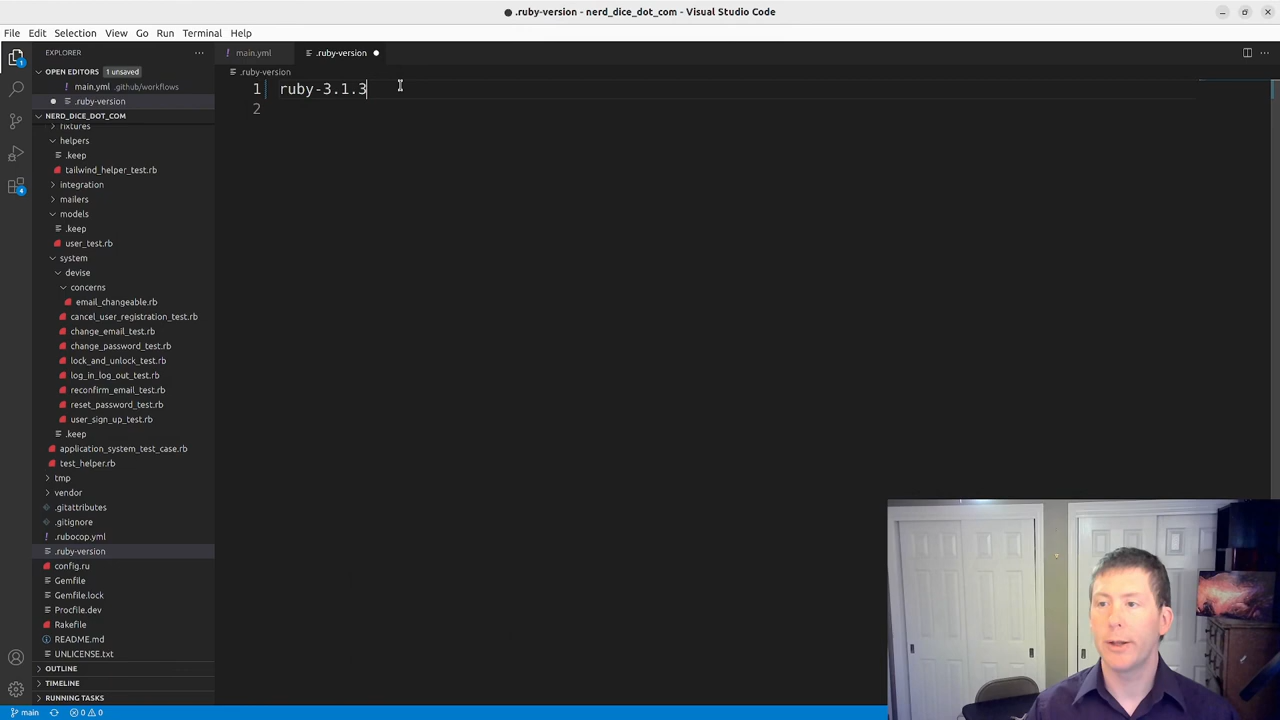 ● .ruby-version - nerd_dice_dot_com - Visual Studio Code
File Edit Selection View Go Run Terminal Help
EXPLORER
main.yml
.ruby-version
OPEN EDITORS 1 unsaved
.ruby-version
main.yml .github/workflows
1 ruby-3.1.3
.ruby-version
2
NERD_DICE_DOT_COM
fixtures
helpers
.keep
tailwind_helper_test.rb
integration
mailers
models
.keep
user_test.rb
system
devise
concerns
email_changeable.rb
cancel_user_registration_test.rb
change_email_test.rb
change_password_test.rb
lock_and_unlock_test.rb
log_in_log_out_test.rb
reconfirm_email_test.rb
reset_password_test.rb
user_sign_up_test.rb
.keep
application_system_test_case.rb
test_helper.rb
tmp
vendor
.gitattributes
.gitignore
.rubocop.yml
.ruby-version
config.ru
Gemfile
Gemfile.lock
Procfile.dev
Rakefile
README.md
UNLICENSE.txt
OUTLINE
TIMELINE
RUNNING TASKS
main 0 0
1
4